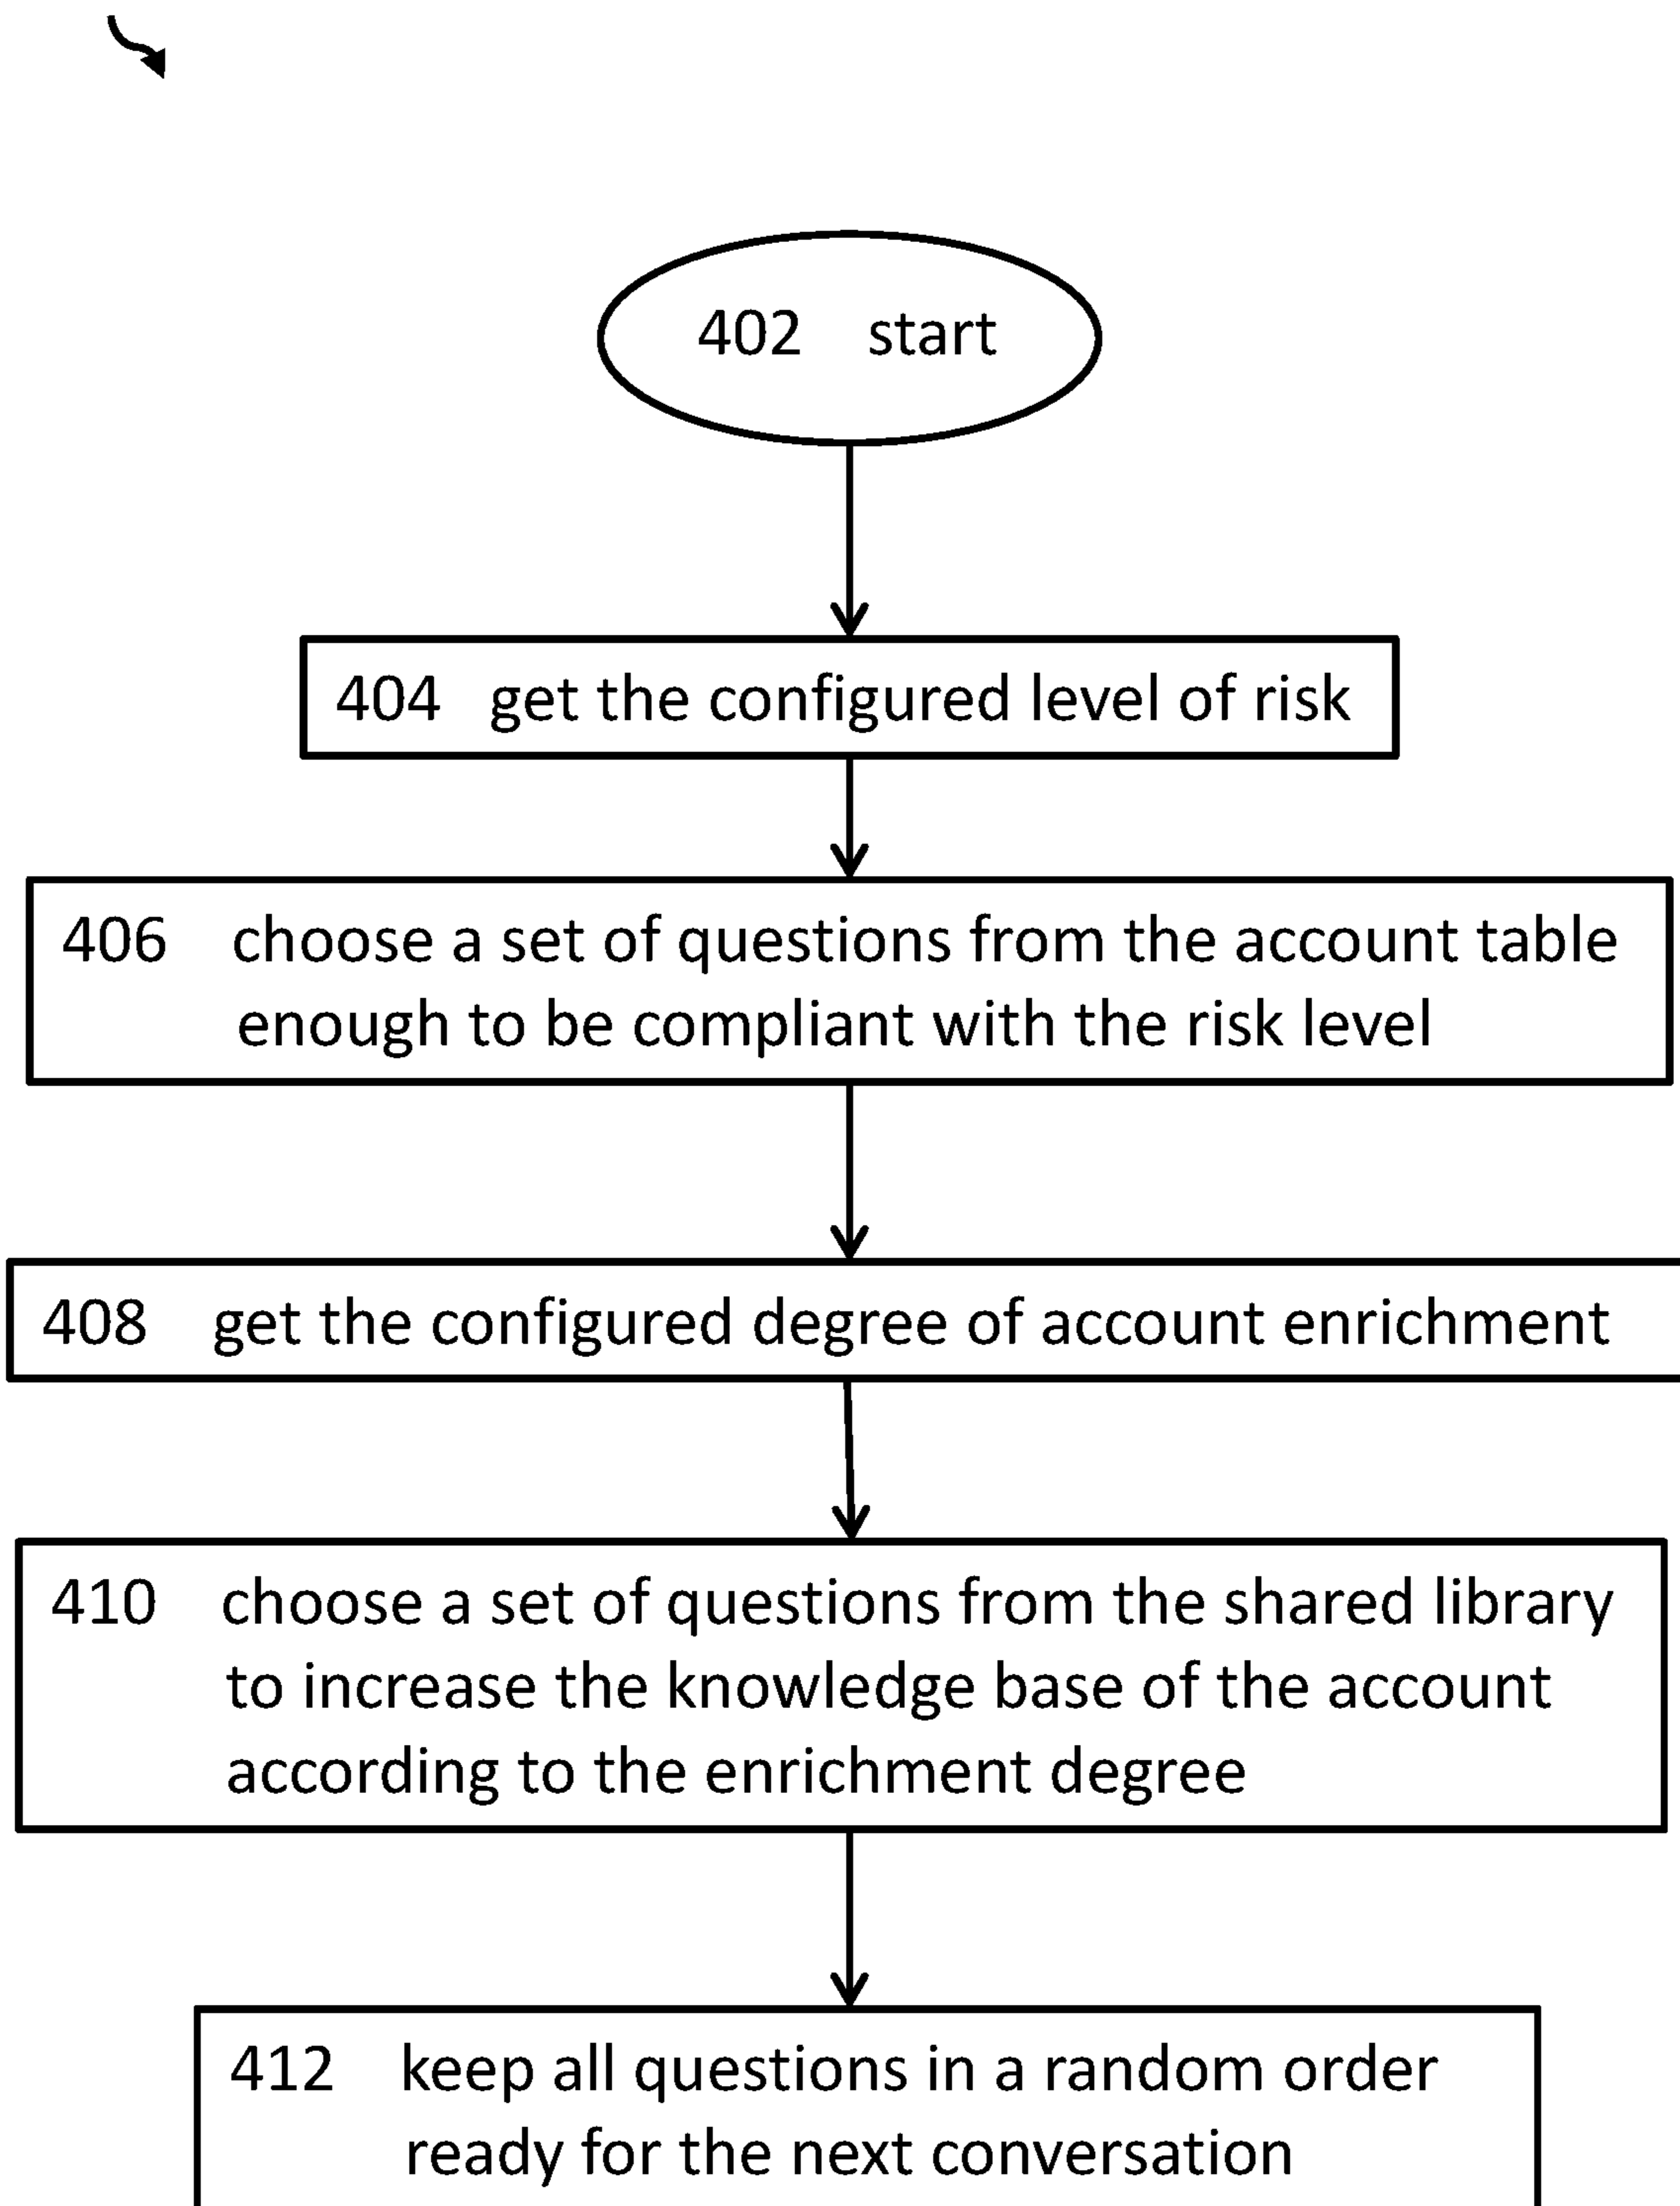 402 start
404 get the configured level of risk
406 choose a set of questions from the account table
enough to be compliant with the risk level
408 get the configured degree of account enrichment
410 choose a set of questions from the shared library
to increase the knowledge base of the account
according to the enrichment degree
412 keep all questions in a random order
ready for the next conversation